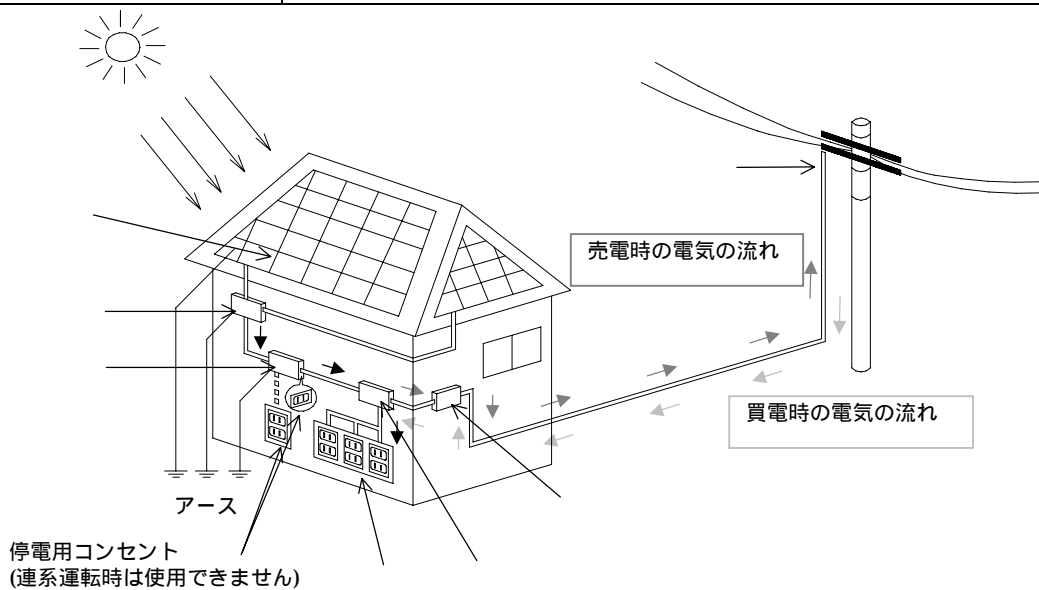 売電時の電気の流れ
買電時の電気の流れ
アース
停電用コンセント
(連系運転時は使用できません)